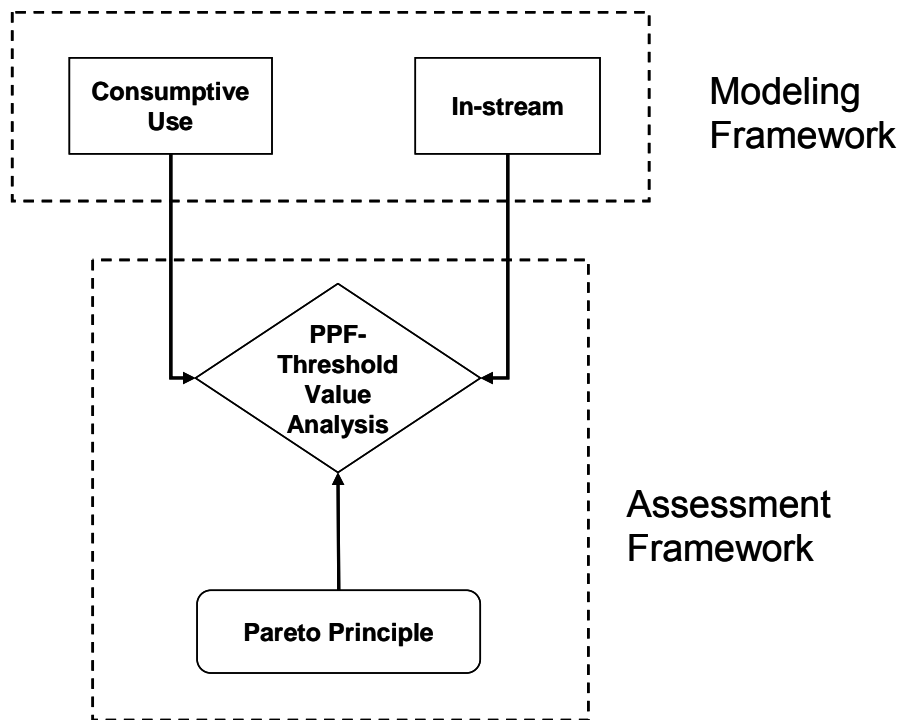 Consumptive
Use
In-stream
Modeling
Framework
PPF-
Threshold
Value
Analysis
Assessment
Framework
Pareto Principle